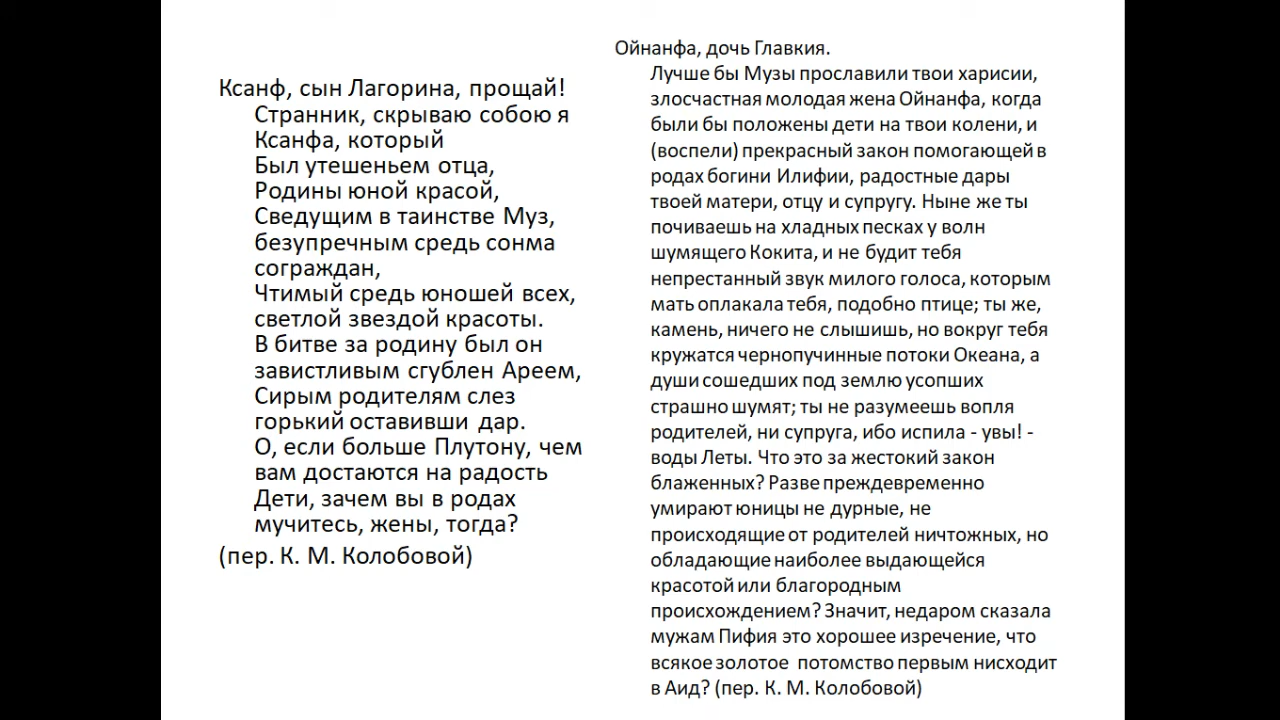 Ксанф, сын Лагорина, прощай!
Странник, скрываю собою я
Ксанфа, который
Был утешеньем отца,
Родины юной красой,
Сведущим в таинстве Муз,
безупречным средь сонма
сограждан,
Чтимый средь юношей всех,
светлой звездой красоты.
В битве за родину был он
завистливым сгублен Ареем,
Сирым родителям слез
горький оставивши дар.
О, если больше Плутону, чем
вам достаются на радость
Дети, зачем вы в родах
мучитесь, жены, тогда?
(пер. К. М. Колобовой)
Ойнанфа, дочь Главкия.
Лучше бы Музы прославили твои харисии,
злосчастная молодая жена Ойнанфа, когда
были бы положены дети на твои колени, и
(воспели) прекрасный закон помогающей в
родах богини Илифии, радостные дары
твоей матери, отцу и супругу. Ныне же ты
почиваешь на хладных песках у волн
шумящего Кокита, и не будит тебя
непрестанный звук милого голоса, которым
мать оплакала тебя, подобно птице; ты же,
камень, ничего не слышишь, но вокруг тебя
кружатся чернопучинные потоки Океана, а
души сошедших под землю усопших
страшно шумят; ты не разумеешь вопля
родителей, ни супруга, ибо испила - увы! -
воды Леты. Что это за жестокий закон
блаженных? Разве преждевременно
умирают юницы не дурные, не
происходящие от родителей ничтожных, но
обладающие наиболее выдающейся
красотой или благородным
происхождением? Значит, недаром сказала
мужам Пифия это хорошее изречение, что
всякое золотое потомство первым нисходит
в Аид? (пер. К. М. Колобовой)